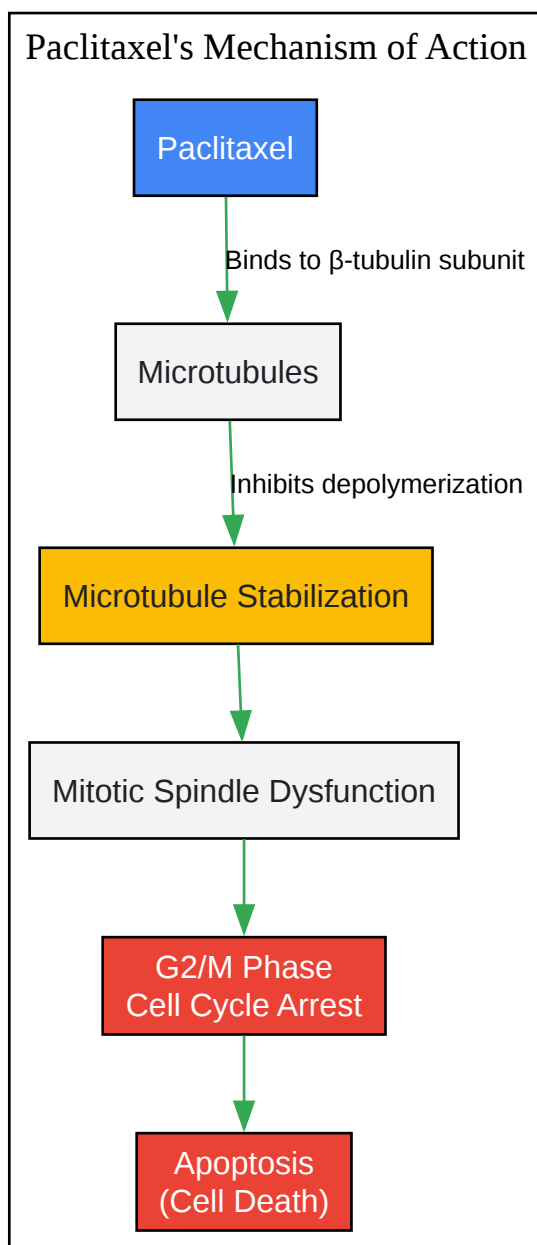 Paclitaxel's Mechanism of Action
Paclitaxel
Binds to β-tubulin subunit
Microtubules
Inhibits depolymerization
Microtubule Stabilization
Mitotic Spindle Dysfunction
G2/M Phase
Cell Cycle Arrest
Apoptosis
(Cell Death)